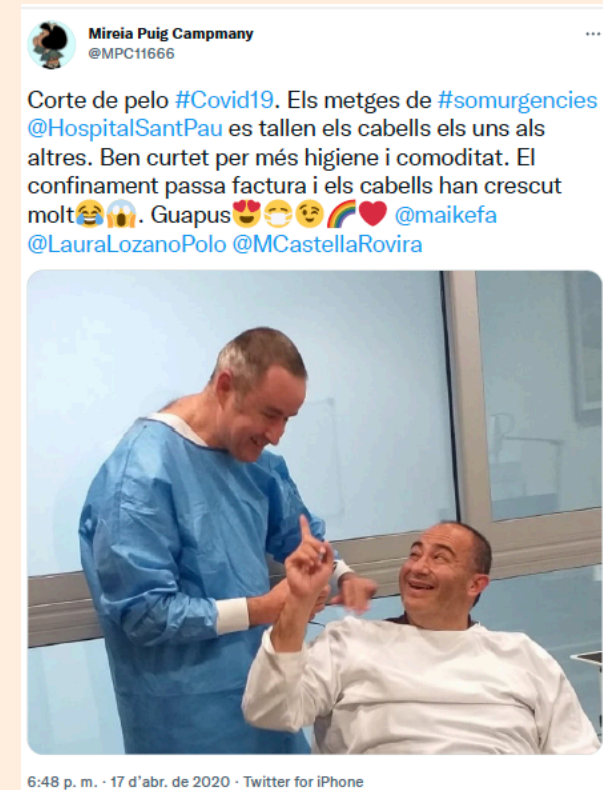 Mireia Puig Campmany
@MPC11666
Corte de pelo #Covid19. Els metges de #somurgencies
@HospitalSantPau es tallen els cabells els uns als
altres. Ben curtet per més higiene i comoditat. El
confinament passa factura i els cabells han crescut
molt😂😱. Guapus😍😷😉🌈❤️ @maikefa
@LauraLozanoPolo @MCastellaRovira
6:48 p. m. · 17 d’abr. de 2020 · Twitter for iPhone